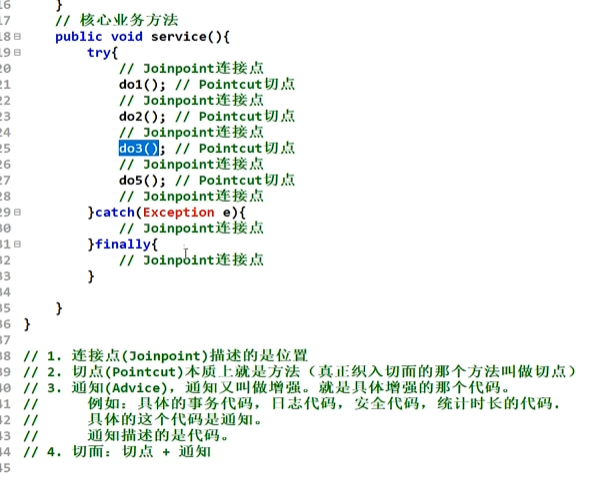 16 }
17 // 核心业务方法
18 public void service(){
19 try{
20 // Joinpoint连接点
21 do1(); // Pointcut切点
22 // Joinpoint连接点
23 do2(); // Pointcut切点
24 // Joinpoint连接点
25 do3(); // Pointcut切点
26 // Joinpoint连接点
27 do5(); // Pointcut切点
28 // Joinpoint连接点
29 }catch(Exception e){
30 // Joinpoint连接点
31 }finally{
32 // Joinpoint连接点
33 }
34
35 }
36 }
37
38 // 1. 连接点(Joinpoint)描述的是位置
39 // 2. 切点(Pointcut)本质上就是方法（真正织入切面的那个方法叫做切点）
40 // 3. 通知(Advice)，通知又叫做增强。就是具体增强的那个代码。
41 // 例如：具体的事务代码，日志代码，安全代码，统计时长的代码.
42 // 具体的这个代码是通知。
43 // 通知描述的是代码。
44 // 4. 切面：切点 + 通知
45